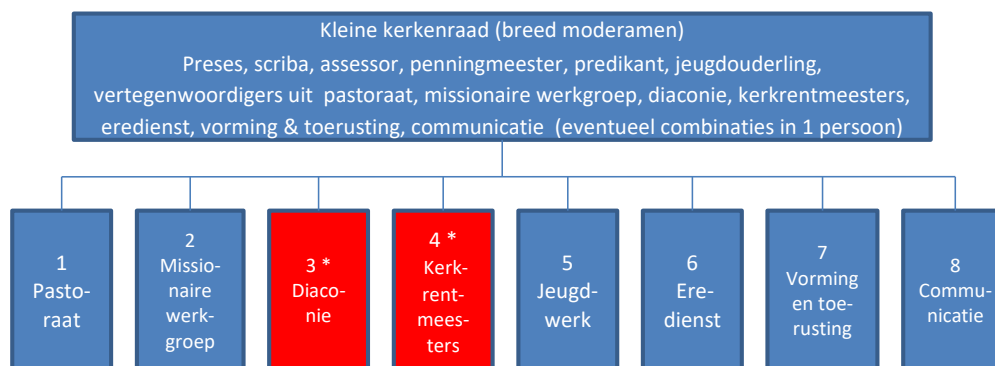 Kleine kerkenraad (breed moderamen)
Preses, scriba, assessor, penningmeester, predikant, jeugdouderling,
vertegenwoordigers uit pastoraat, missionaire werkgroep, diaconie, kerkrentmeesters,
eredienst, vorming & toerusting, communicatie (eventueel combinaties in 1 persoon)
1
Pasto-
raat
2
Missio-
naire
werk-
groep
3 *
Diaco-
nie
4 *
Kerk-
rent-
mees-
ters
5
Jeugd-
werk
6
Ere-
dienst
7
Vorming
en toe-
rusting
8
Commu-
nicatie